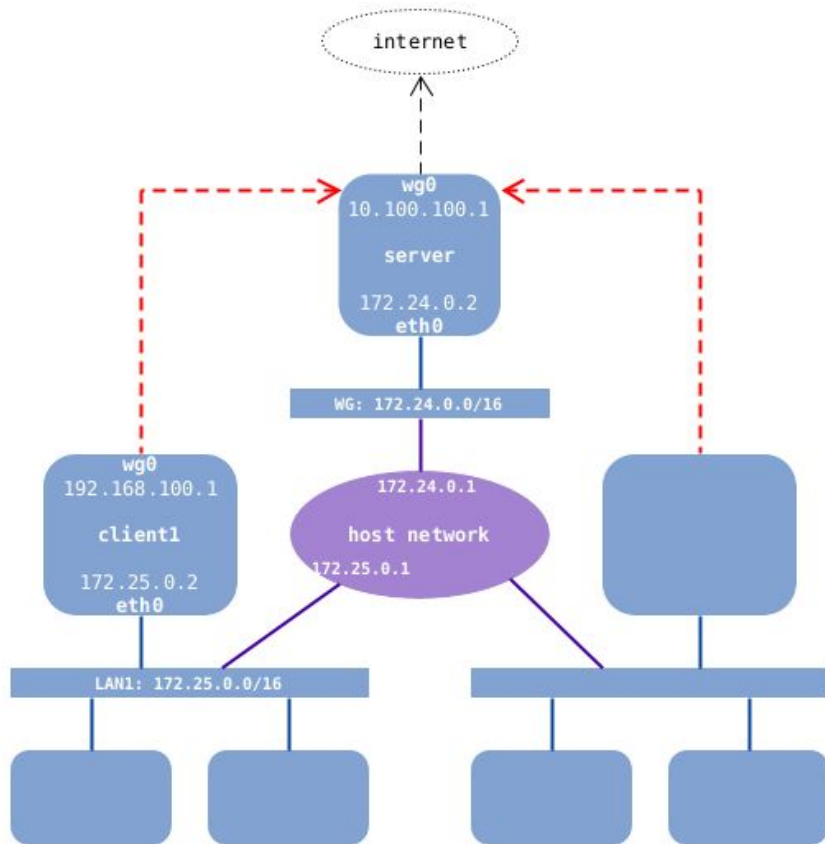 internet
wg0
10.100.100.1
server
172.24.0.2
eth0
WG: 172.24.0.0/16
wg0
192.168.100.1
client1
172.25.0.2
eth0
172.24.0.1
host network
172.25.0.1
LAN1: 172.25.0.0/16